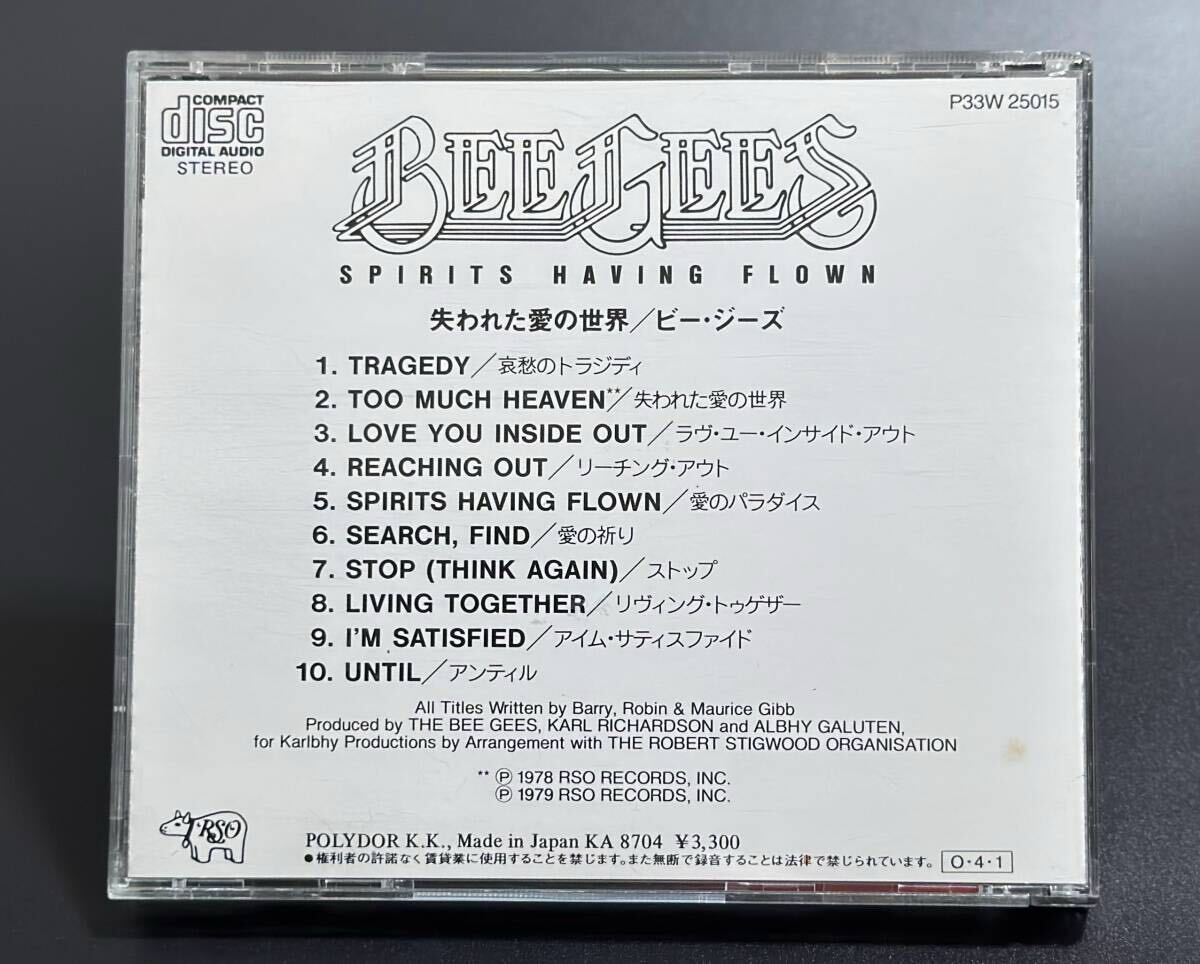 COMPACT
disc
DIGITAL AUDIO
STEREO
P33W 25015
BEE GEES
SPIRITS HAVING FLOWN
失われた愛の世界／ビー・ジーズ
1. TRAGEDY／哀愁のトラジディ
2. TOO MUCH HEAVEN**／失われた愛の世界
3. LOVE YOU INSIDE OUT／ラヴ・ユー・インサイド・アウト
4. REACHING OUT／リーチング・アウト
5. SPIRITS HAVING FLOWN／愛のパラダイス
6. SEARCH, FIND／愛の祈り
7. STOP (THINK AGAIN)／ストップ
8. LIVING TOGETHER／リヴィング・トゥゲザー
9. I'M SATISFIED／アイム・サティスファイド
10. UNTIL／アンティル
All Titles Written by Barry, Robin & Maurice Gibb
Produced by THE BEE GEES, KARL RICHARDSON and ALBHY GALUTEN,
for Karlbhy Productions by Arrangement with THE ROBERT STIGWOOD ORGANISATION
** ℗ 1978 RSO RECORDS, INC.
℗ 1979 RSO RECORDS, INC.
RSO
POLYDOR K.K., Made in Japan KA 8704 ¥3,300
●権利者の許諾なく賃貸業に使用することを禁じます。また無断で録音することは法律で禁じられています。
O・4・1